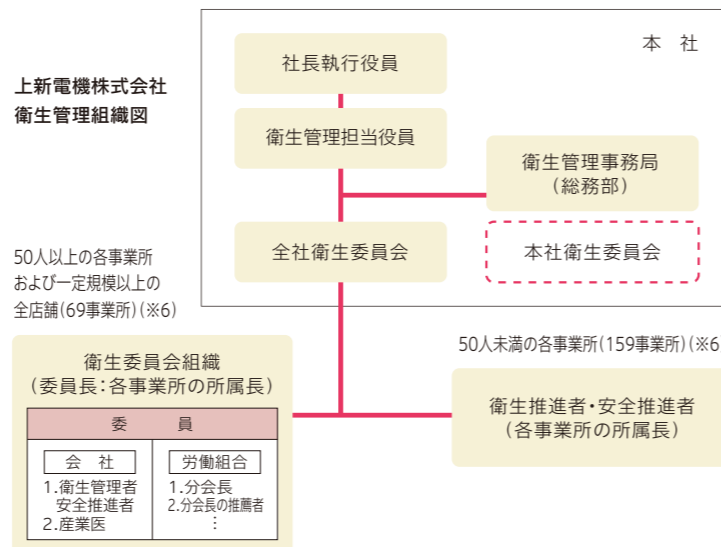 本 社
社長執行役員
上新電機株式会社
衛生管理組織図
衛生管理担当役員
衛生管理事務局
(総務部)
全社衛生委員会
本社衛生委員会
50人以上の各事業所
および一定規模以上の
全店舗(69事業所)(※6)
50人未満の各事業所(159事業所)(※6)
衛生委員会組織
(委員長:各事業所の所属長)
委 員
会 社
1.衛生管理者
安全推進者
2.産業医
労働組合
1.分会長
2.分会長の推薦者
⋮
衛生推進者・安全推進者
(各事業所の所属長)